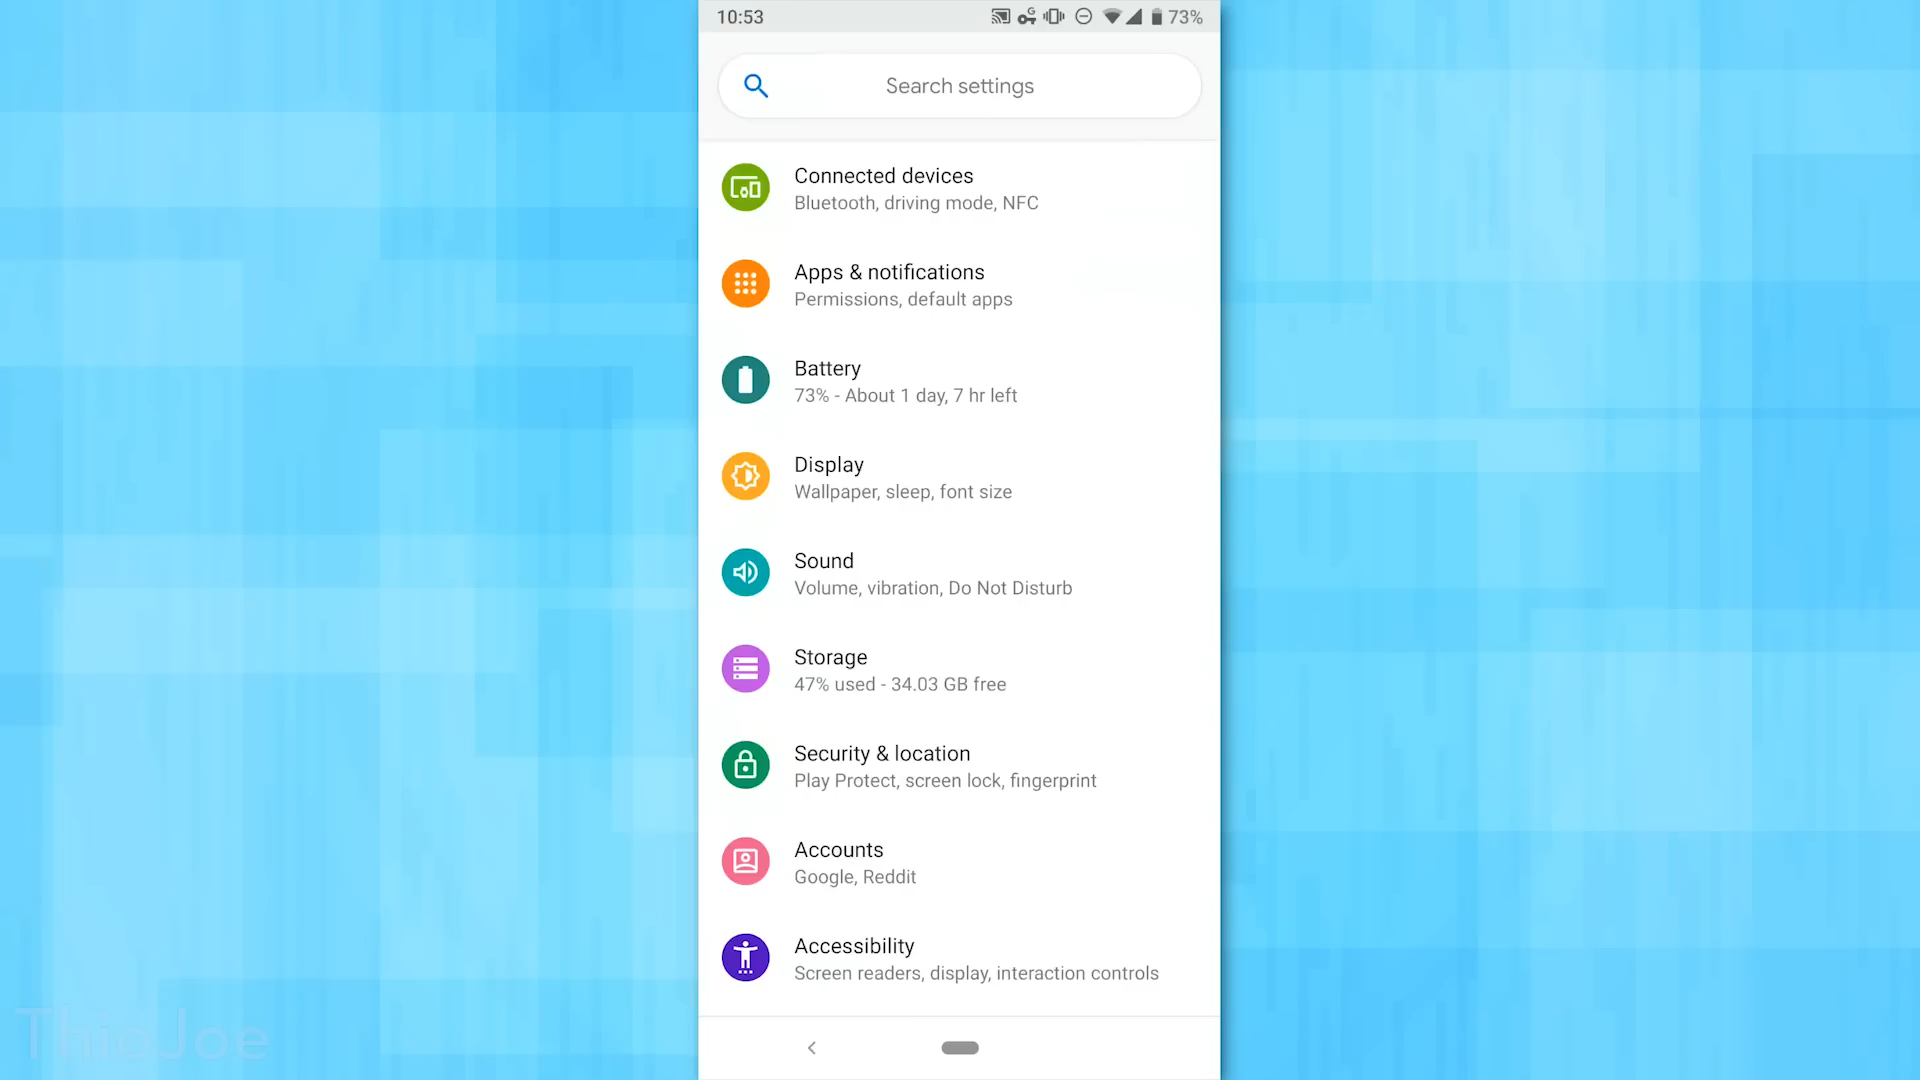 10:53
G
73%
Search settings
Connected devices
Bluetooth, driving mode, NFC
Apps & notifications
Permissions, default apps
Battery
73% - About 1 day, 7 hr left
Display
Wallpaper, sleep, font size
Sound
Volume, vibration, Do Not Disturb
Storage
47% used - 34.03 GB free
Security & location
Play Protect, screen lock, fingerprint
Accounts
Google, Reddit
Accessibility
Screen readers, display, interaction controls
ThioJoe